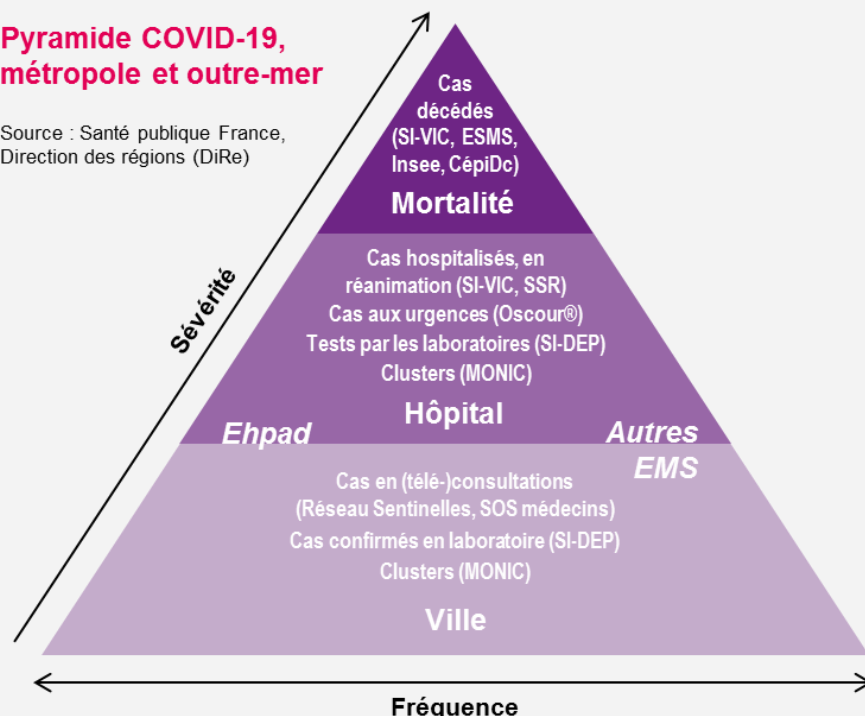 Pyramide COVID-19,
métropole et outre-mer
Source : Santé publique France,
Direction des régions (DiRe)
Sévérité
Cas
décédés
(SI-VIC, ESMS,
Insee, CépiDc)
Mortalité
Cas hospitalisés, en
réanimation (SI-VIC, SSR)
Cas aux urgences (Oscour®)
Tests par les laboratoires (SI-DEP)
Clusters (MONIC)
Hôpital
Ehpad
Autres
EMS
Cas en (télé-)consultations
(Réseau Sentinelles, SOS médecins)
Cas confirmés en laboratoire (SI-DEP)
Clusters (MONIC)
Ville
Fréquence